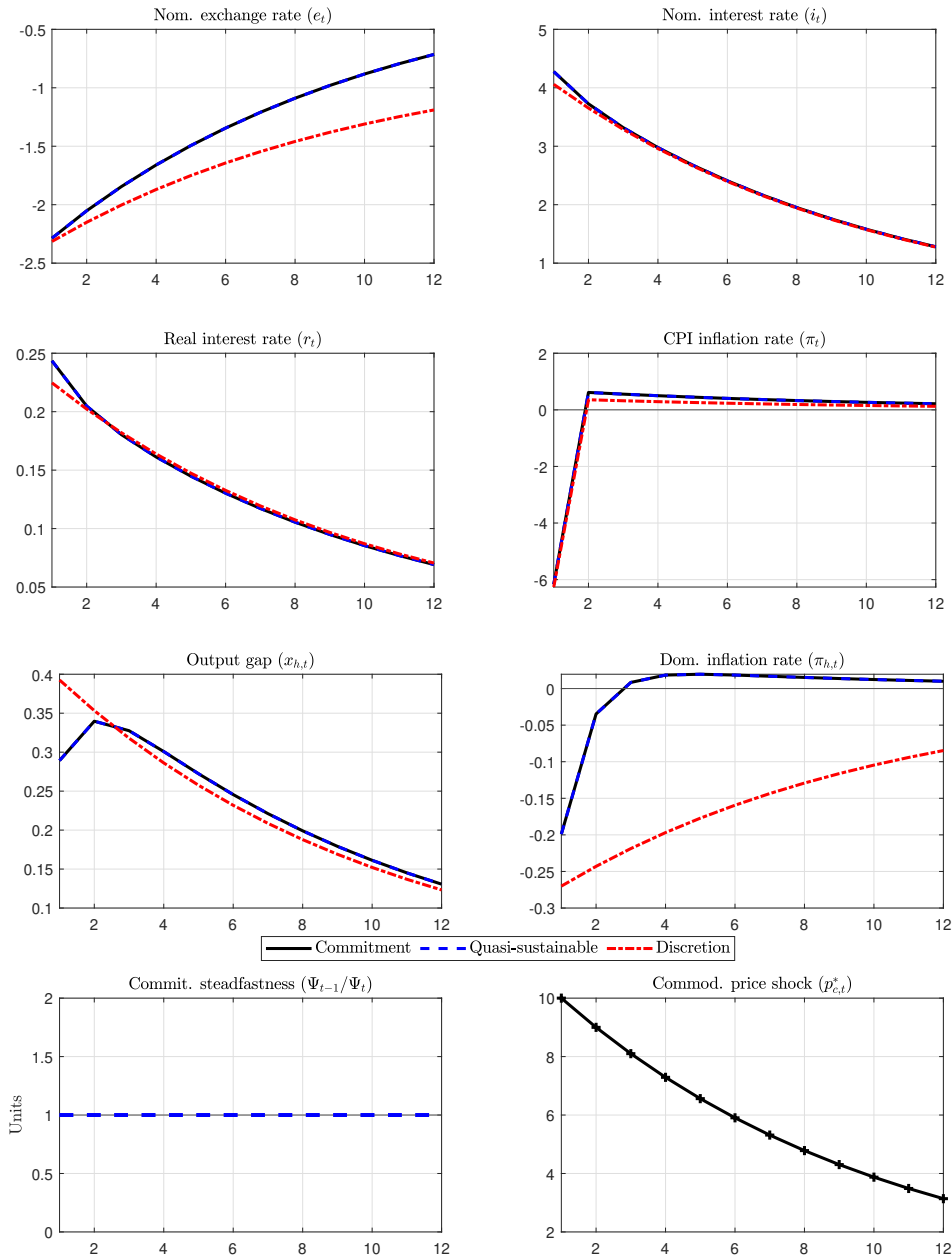 Nom. exchange rate (e_t)
Nom. interest rate (i_t)
-0.5
-1
-1.5
-2
-2.5
2 4 6 8 10 12
5
4
3
2
1
2 4 6 8 10 12
Real interest rate (r_t)
CPI inflation rate (π_t)
0.25
0.2
0.15
0.1
0.05
2 4 6 8 10 12
2
0
-2
-4
-6
2 4 6 8 10 12
Output gap (x_{h,t})
Dom. inflation rate (π_{h,t})
0.4
0.35
0.3
0.25
0.2
0.15
0.1
2 4 6 8 10 12
0
-0.05
-0.1
-0.15
-0.2
-0.25
-0.3
2 4 6 8 10 12
Commitment Quasi-sustainable Discretion
Commit. steadfastness (Ψ_{t−1}/Ψ_t)
Commod. price shock (p*_{c,t})
Units
2
1.5
1
0.5
0
2 4 6 8 10 12
10
8
6
4
2
2 4 6 8 10 12